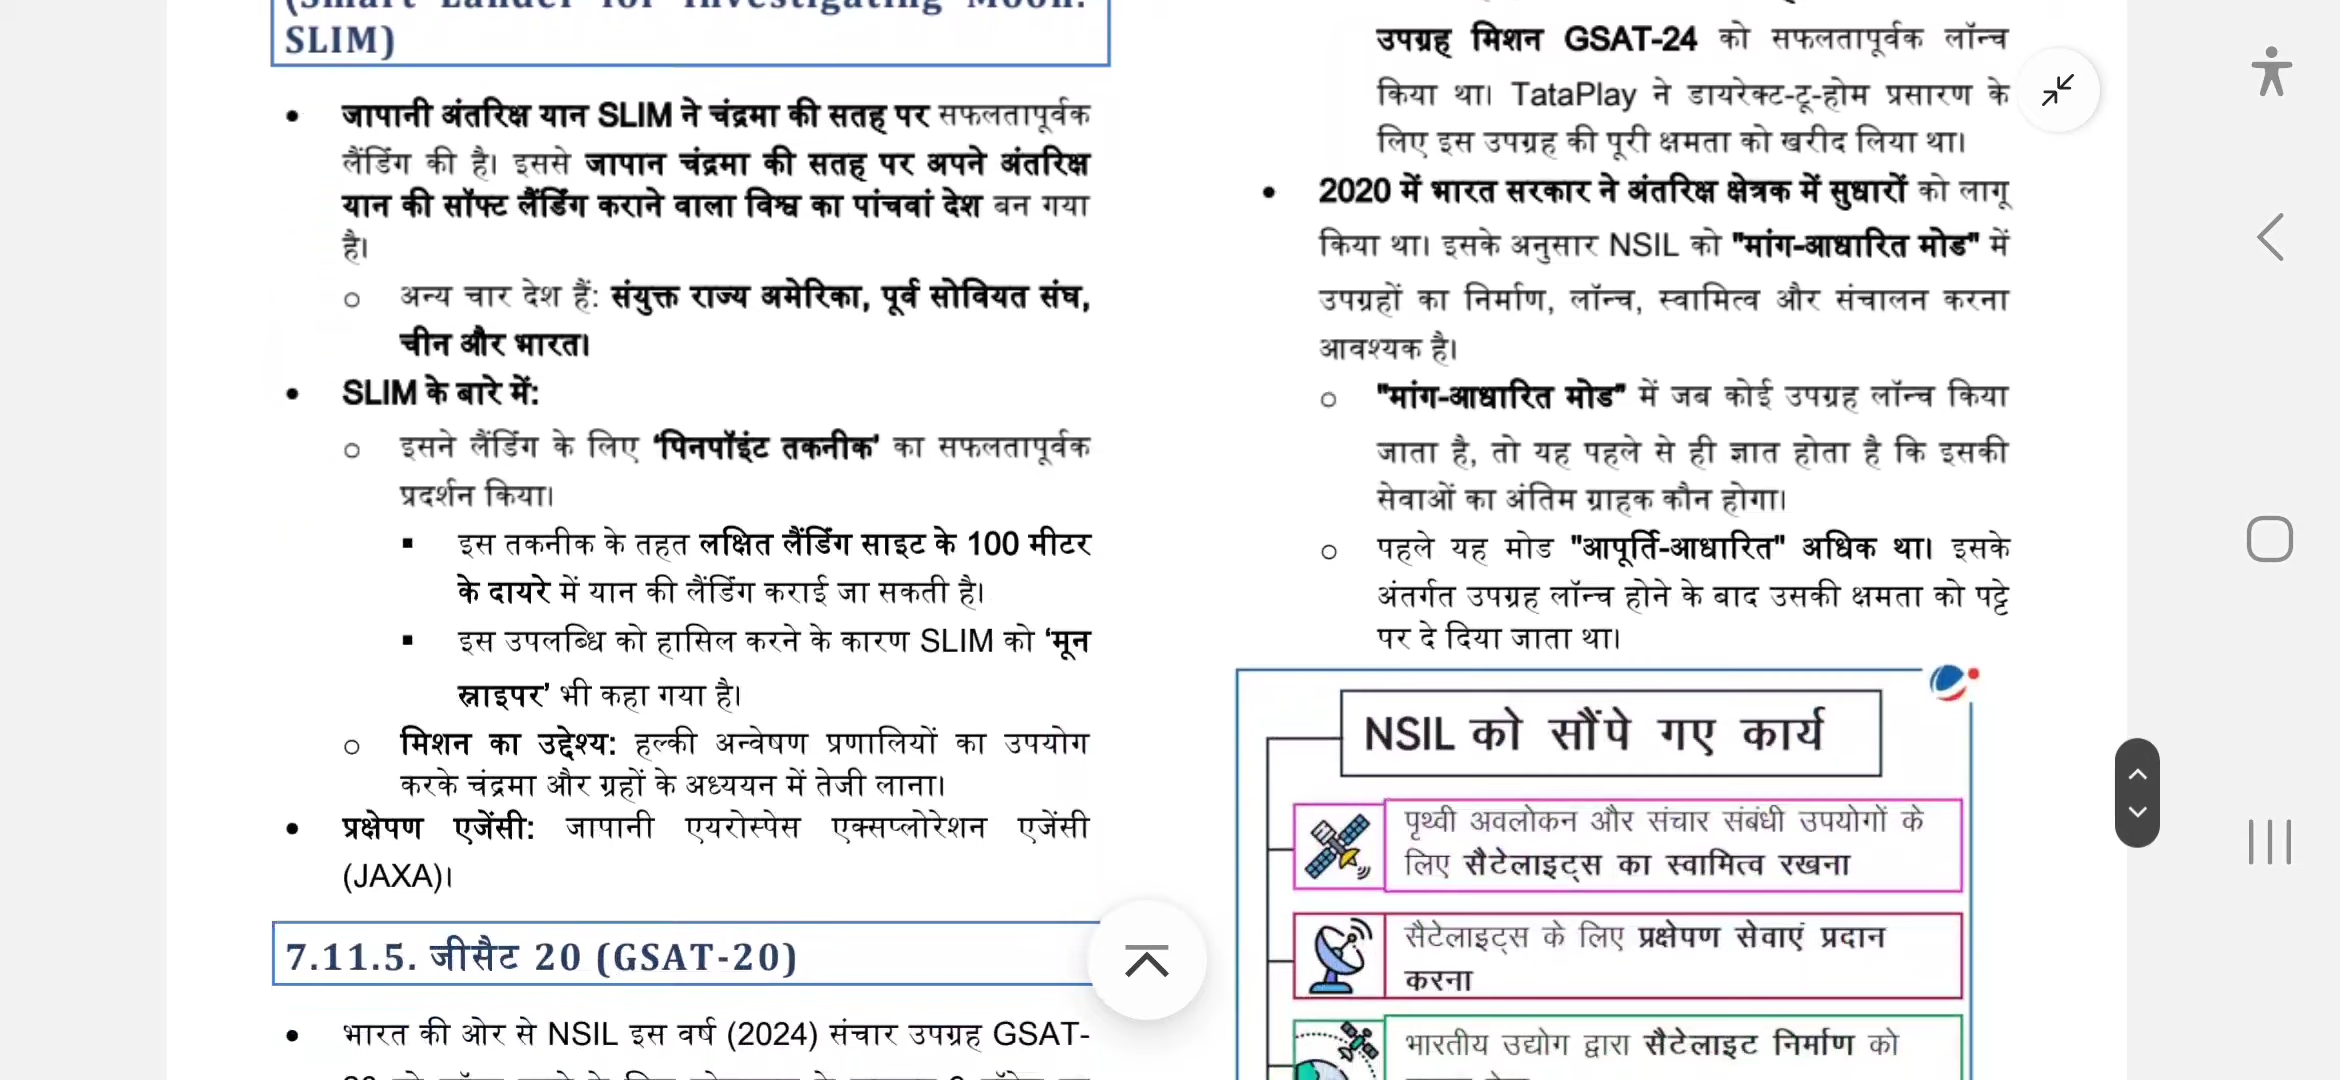 (Smart Lander for Investigating Moon:
SLIM)
• जापानी अंतरिक्ष यान SLIM ने चंद्रमा की सतह पर सफलतापूर्वक
लैंडिंग की है। इससे जापान चंद्रमा की सतह पर अपने अंतरिक्ष
यान की सॉफ्ट लैंडिंग कराने वाला विश्व का पांचवां देश बन गया
है।
○ अन्य चार देश हैं: संयुक्त राज्य अमेरिका, पूर्व सोवियत संघ,
चीन और भारत।
• SLIM के बारे में:
○ इसने लैंडिंग के लिए ‘पिनपॉइंट तकनीक’ का सफलतापूर्वक
प्रदर्शन किया।
▪ इस तकनीक के तहत लक्षित लैंडिंग साइट के 100 मीटर
के दायरे में यान की लैंडिंग कराई जा सकती है।
▪ इस उपलब्धि को हासिल करने के कारण SLIM को ‘मून
स्नाइपर’ भी कहा गया है।
○ मिशन का उद्देश्य: हल्की अन्वेषण प्रणालियों का उपयोग
करके चंद्रमा और ग्रहों के अध्ययन में तेजी लाना।
• प्रक्षेपण एजेंसी: जापानी एयरोस्पेस एक्सप्लोरेशन एजेंसी
(JAXA)।
7.11.5. जीसैट 20 (GSAT-20)
• भारत की ओर से NSIL इस वर्ष (2024) संचार उपग्रह GSAT-
उपग्रह मिशन GSAT-24 को सफलतापूर्वक लॉन्च
किया था। TataPlay ने डायरेक्ट-टू-होम प्रसारण के
लिए इस उपग्रह की पूरी क्षमता को खरीद लिया था।
• 2020 में भारत सरकार ने अंतरिक्ष क्षेत्रक में सुधारों को लागू
किया था। इसके अनुसार NSIL को "मांग-आधारित मोड" में
उपग्रहों का निर्माण, लॉन्च, स्वामित्व और संचालन करना
आवश्यक है।
○ "मांग-आधारित मोड" में जब कोई उपग्रह लॉन्च किया
जाता है, तो यह पहले से ही ज्ञात होता है कि इसकी
सेवाओं का अंतिम ग्राहक कौन होगा।
○ पहले यह मोड "आपूर्ति-आधारित" अधिक था। इसके
अंतर्गत उपग्रह लॉन्च होने के बाद उसकी क्षमता को पट्टे
पर दे दिया जाता था।
NSIL को सौंपे गए कार्य
पृथ्वी अवलोकन और संचार संबंधी उपयोगों के
लिए सैटेलाइट्स का स्वामित्व रखना
सैटेलाइट्स के लिए प्रक्षेपण सेवाएं प्रदान
करना
भारतीय उद्योग द्वारा सैटेलाइट निर्माण को